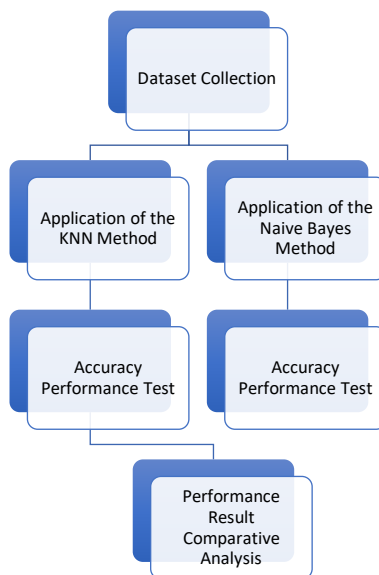 Dataset Collection
Application of the
KNN Method
Application of the
Naive Bayes
Method
Accuracy
Performance Test
Accuracy
Performance Test
Performance
Result
Comparative
Analysis